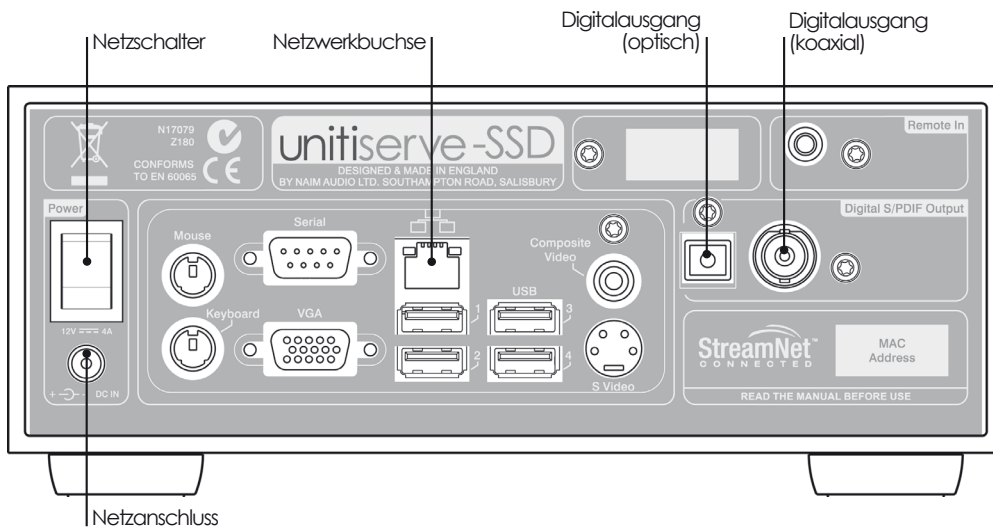 Netzschalter
Netzwerkbuchse
Digitalausgang
(optisch)
Digitalausgang
(koaxial)
N17079
Z180
CONFORMS
TO EN 60065
unitiserve-SSD
DESIGNED & MADE IN ENGLAND
BY NAIM AUDIO LTD. SOUTHAMPTON ROAD, SALISBURY
Remote In
Power
Mouse
Serial
Composite
Video
Digital S/PDIF Output
USB
1
3
Keyboard
VGA
12V 4A
2
4
S Video
StreamNet™
CONNECTED
MAC
Address
+ - DC IN
READ THE MANUAL BEFORE USE
Netzanschluss